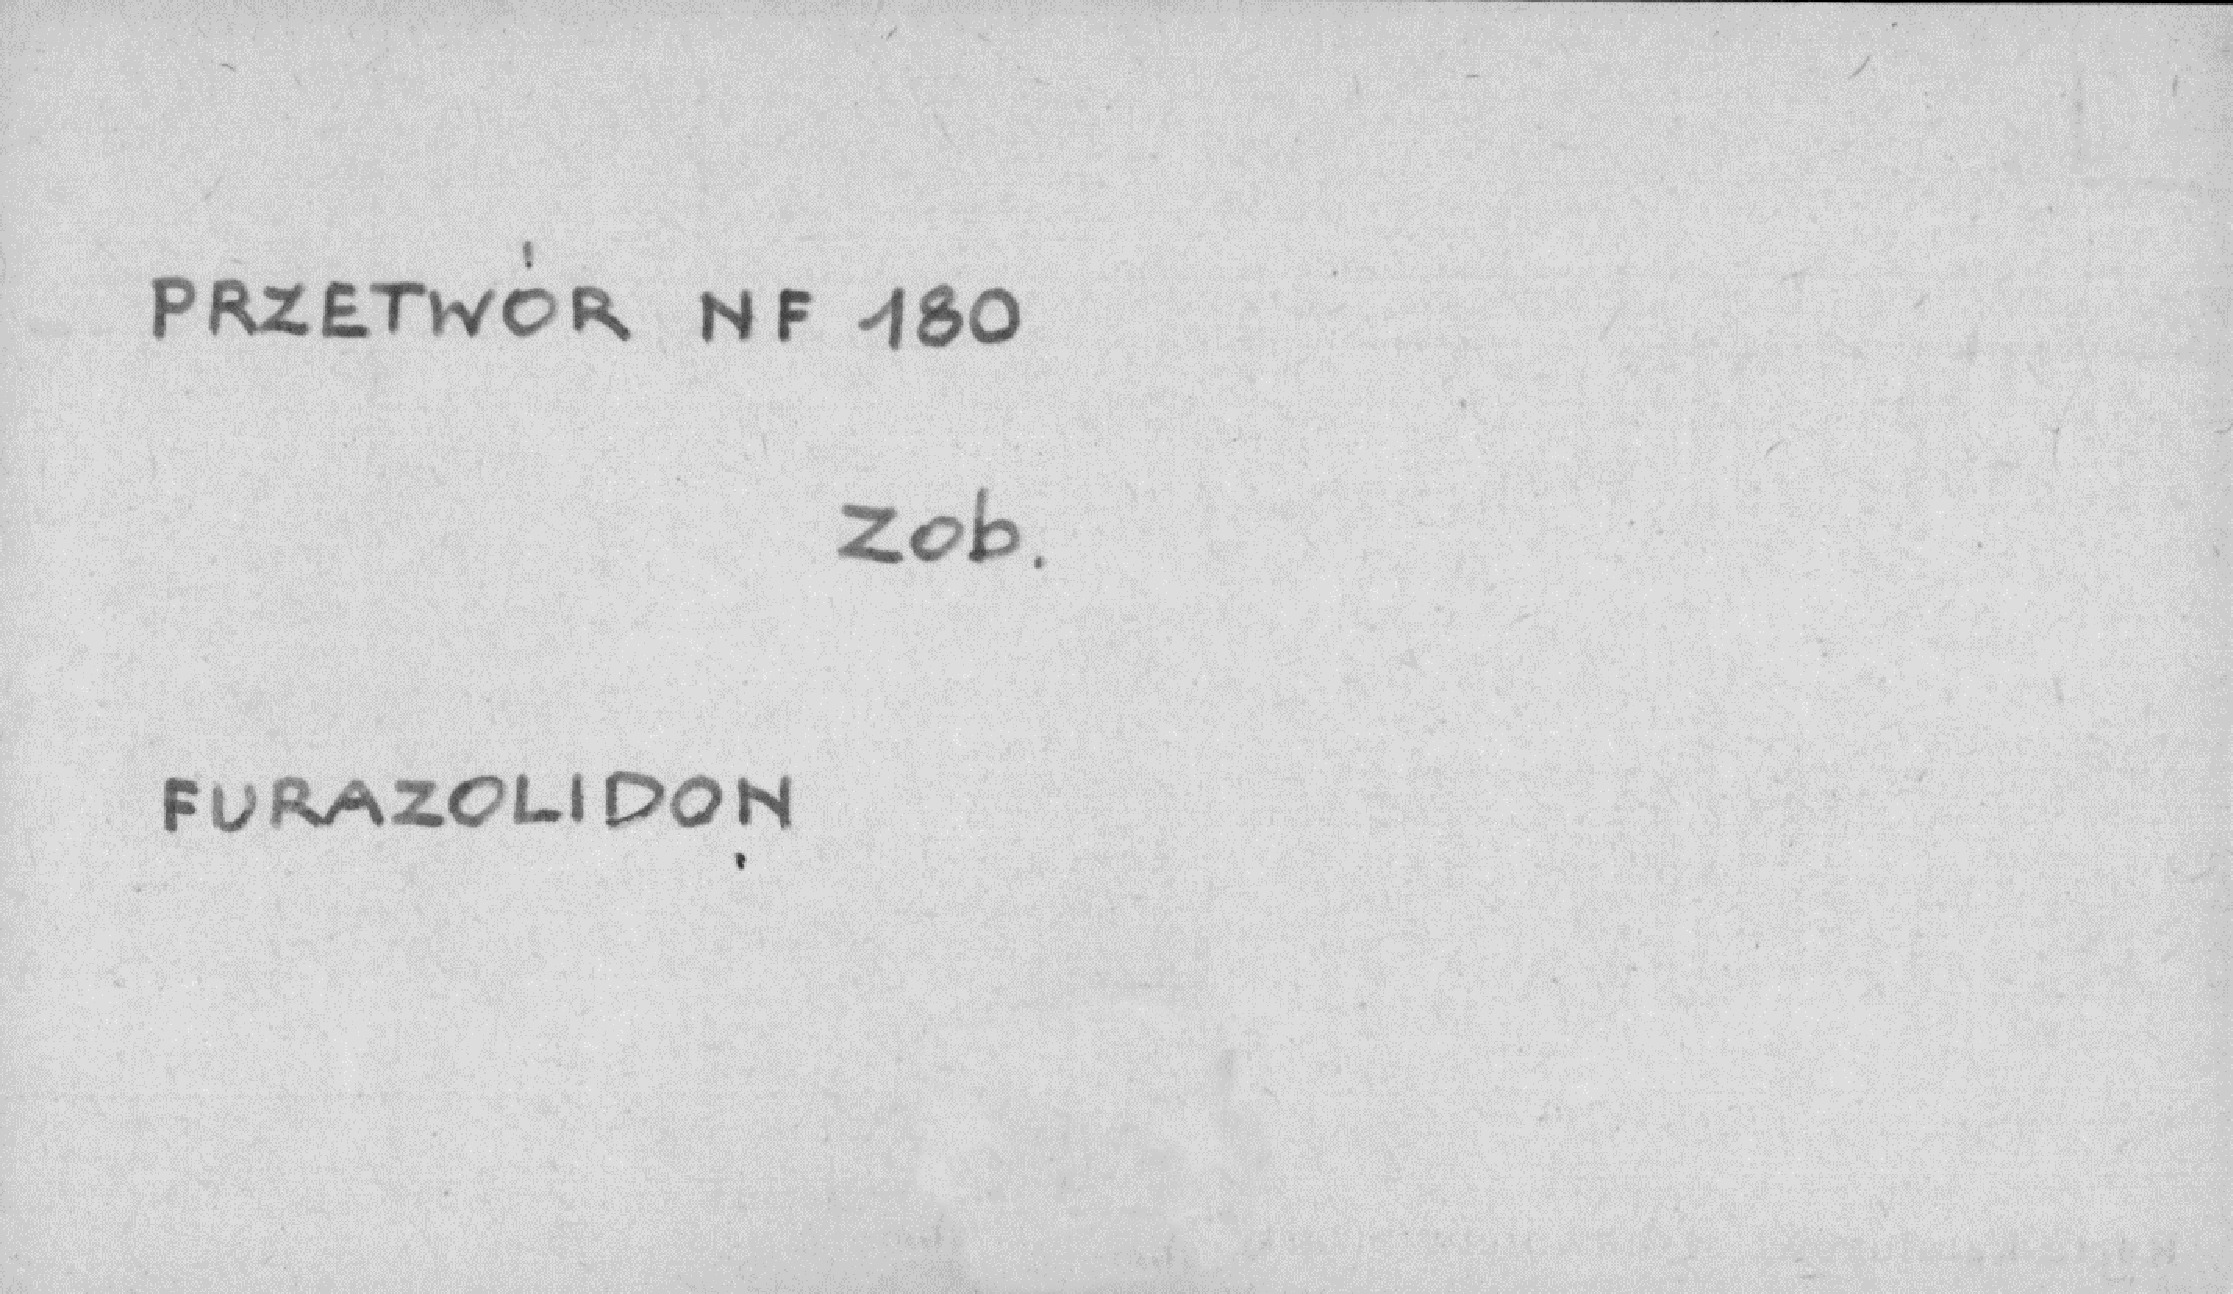 PRZETWÓR NF 180
zob.
FURAZOLIDON